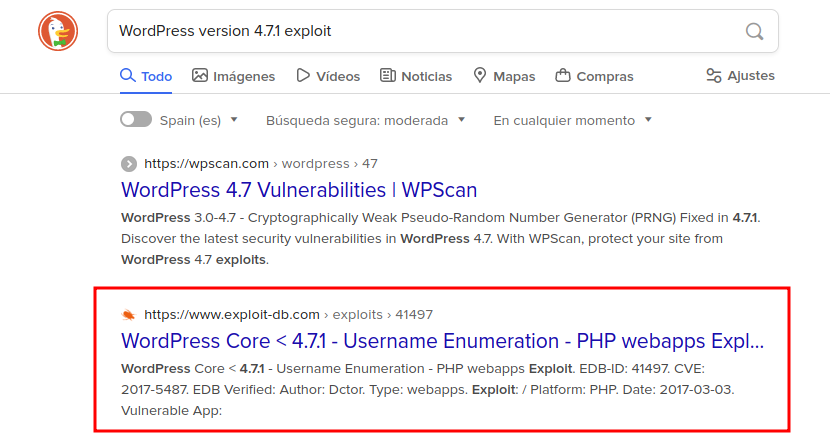 WordPress version 4.7.1 exploit
Todo Imágenes Vídeos Noticias Mapas Compras Ajustes
Spain (es) Búsqueda segura: moderada En cualquier momento
https://wpscan.com › wordpress › 47
WordPress 4.7 Vulnerabilities | WPScan
WordPress 3.0-4.7 - Cryptographically Weak Pseudo-Random Number Generator (PRNG) Fixed in 4.7.1.
Discover the latest security vulnerabilities in WordPress 4.7. With WPScan, protect your site from
WordPress 4.7 exploits.
https://www.exploit-db.com › exploits › 41497
WordPress Core < 4.7.1 - Username Enumeration - PHP webapps Expl...
WordPress Core < 4.7.1 - Username Enumeration - PHP webapps Exploit. EDB-ID: 41497. CVE:
2017-5487. EDB Verified: Author: Dctor. Type: webapps. Exploit: / Platform: PHP. Date: 2017-03-03.
Vulnerable App: